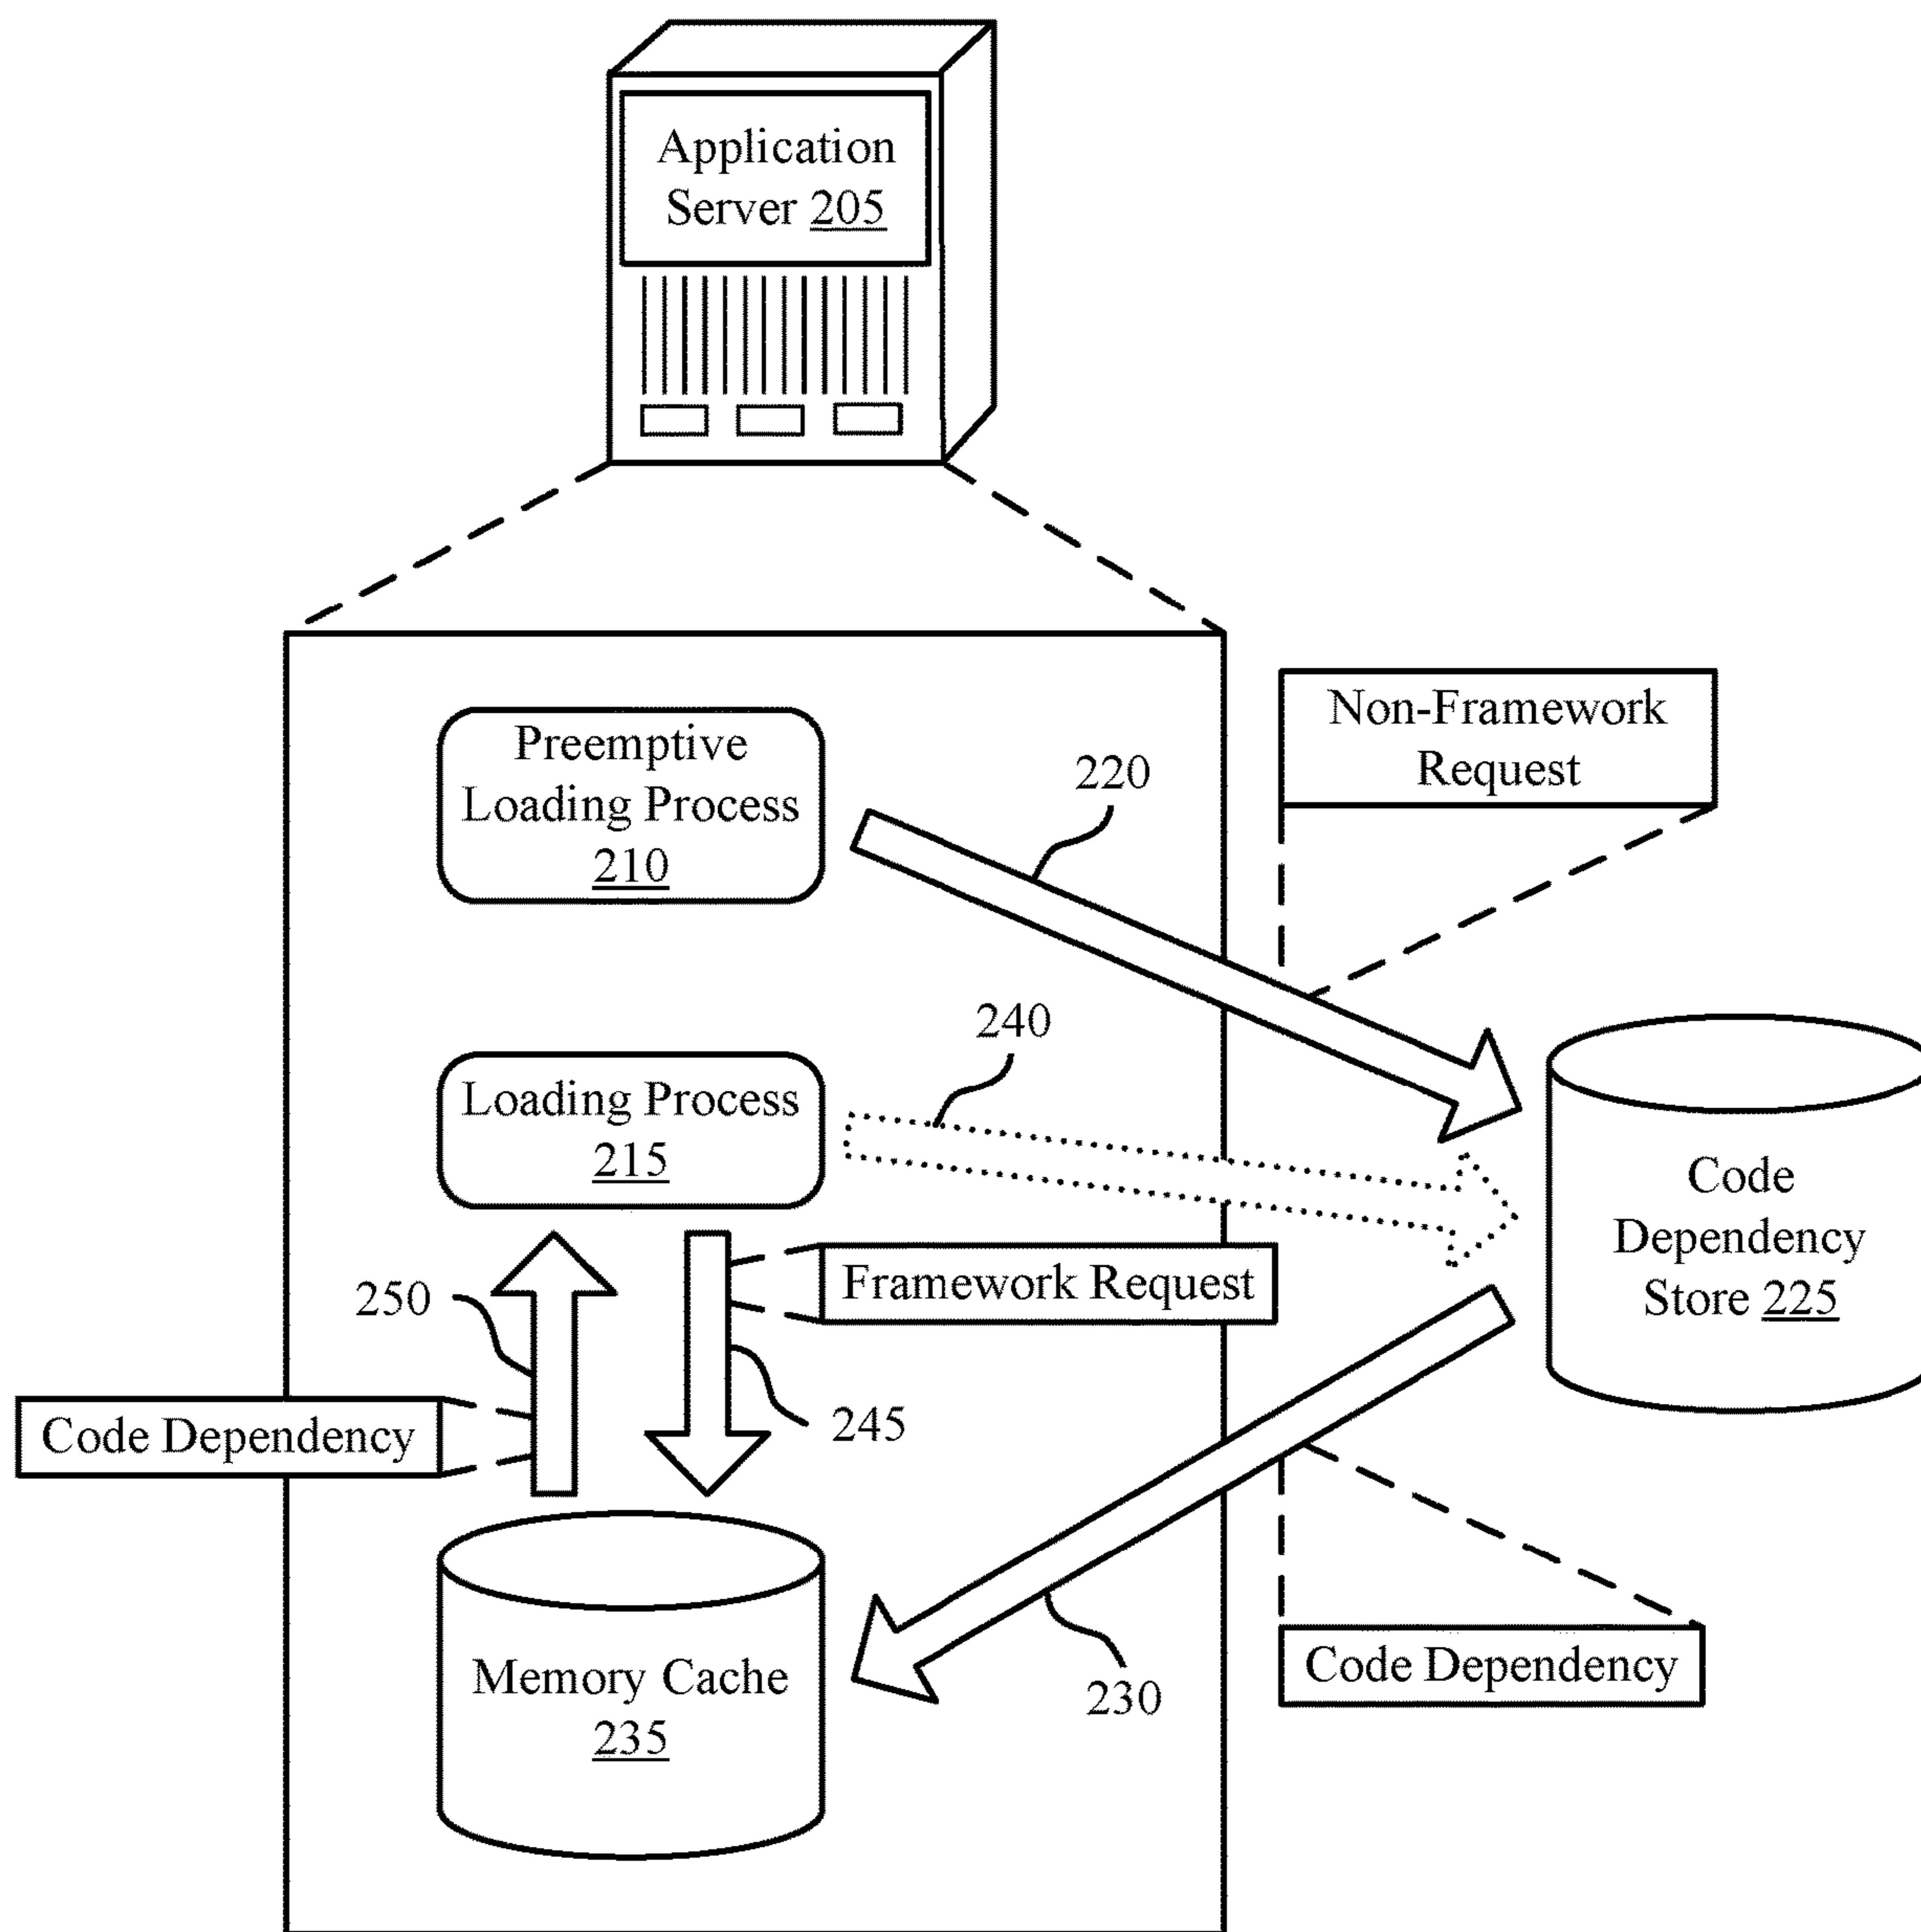 Application
Server 205
Preemptive
Loading Process
210
220
Non-Framework
Request
240
Loading Process
215
Code
Dependency
Store 225
Framework Request
250
245
Code Dependency
Memory Cache
235
230
Code Dependency